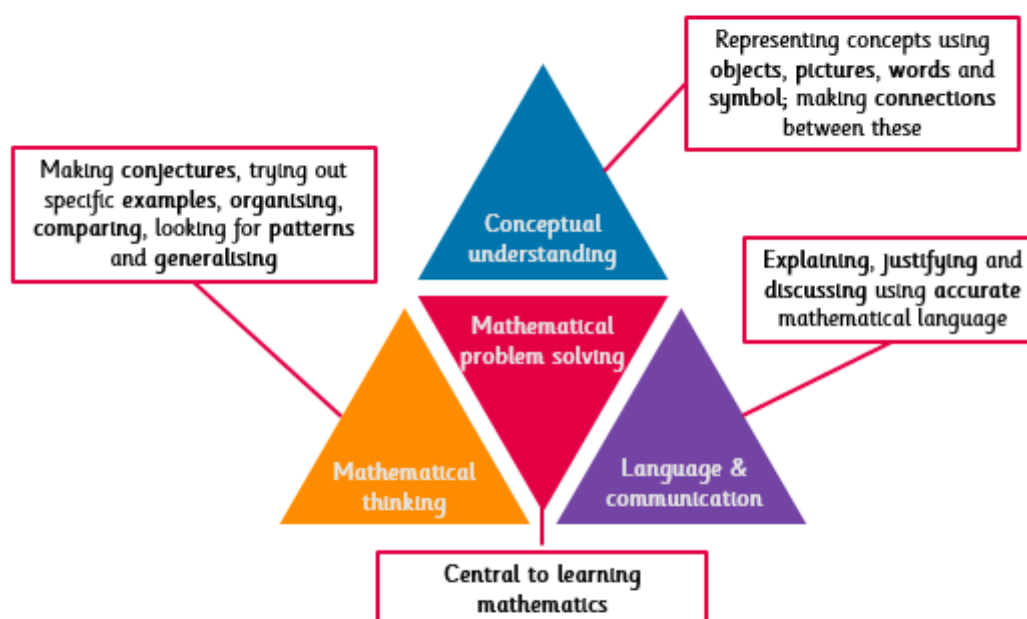 Representing concepts using
objects, pictures, words and
symbol; making connections
between these
Making conjectures, trying out
specific examples, organising,
comparing, looking for patterns
and generalising
Conceptual
understanding
Explaining, justifying and
discussing using accurate
mathematical language
Mathematical
problem solving
Mathematical
thinking
Language &
communication
Central to learning
mathematics